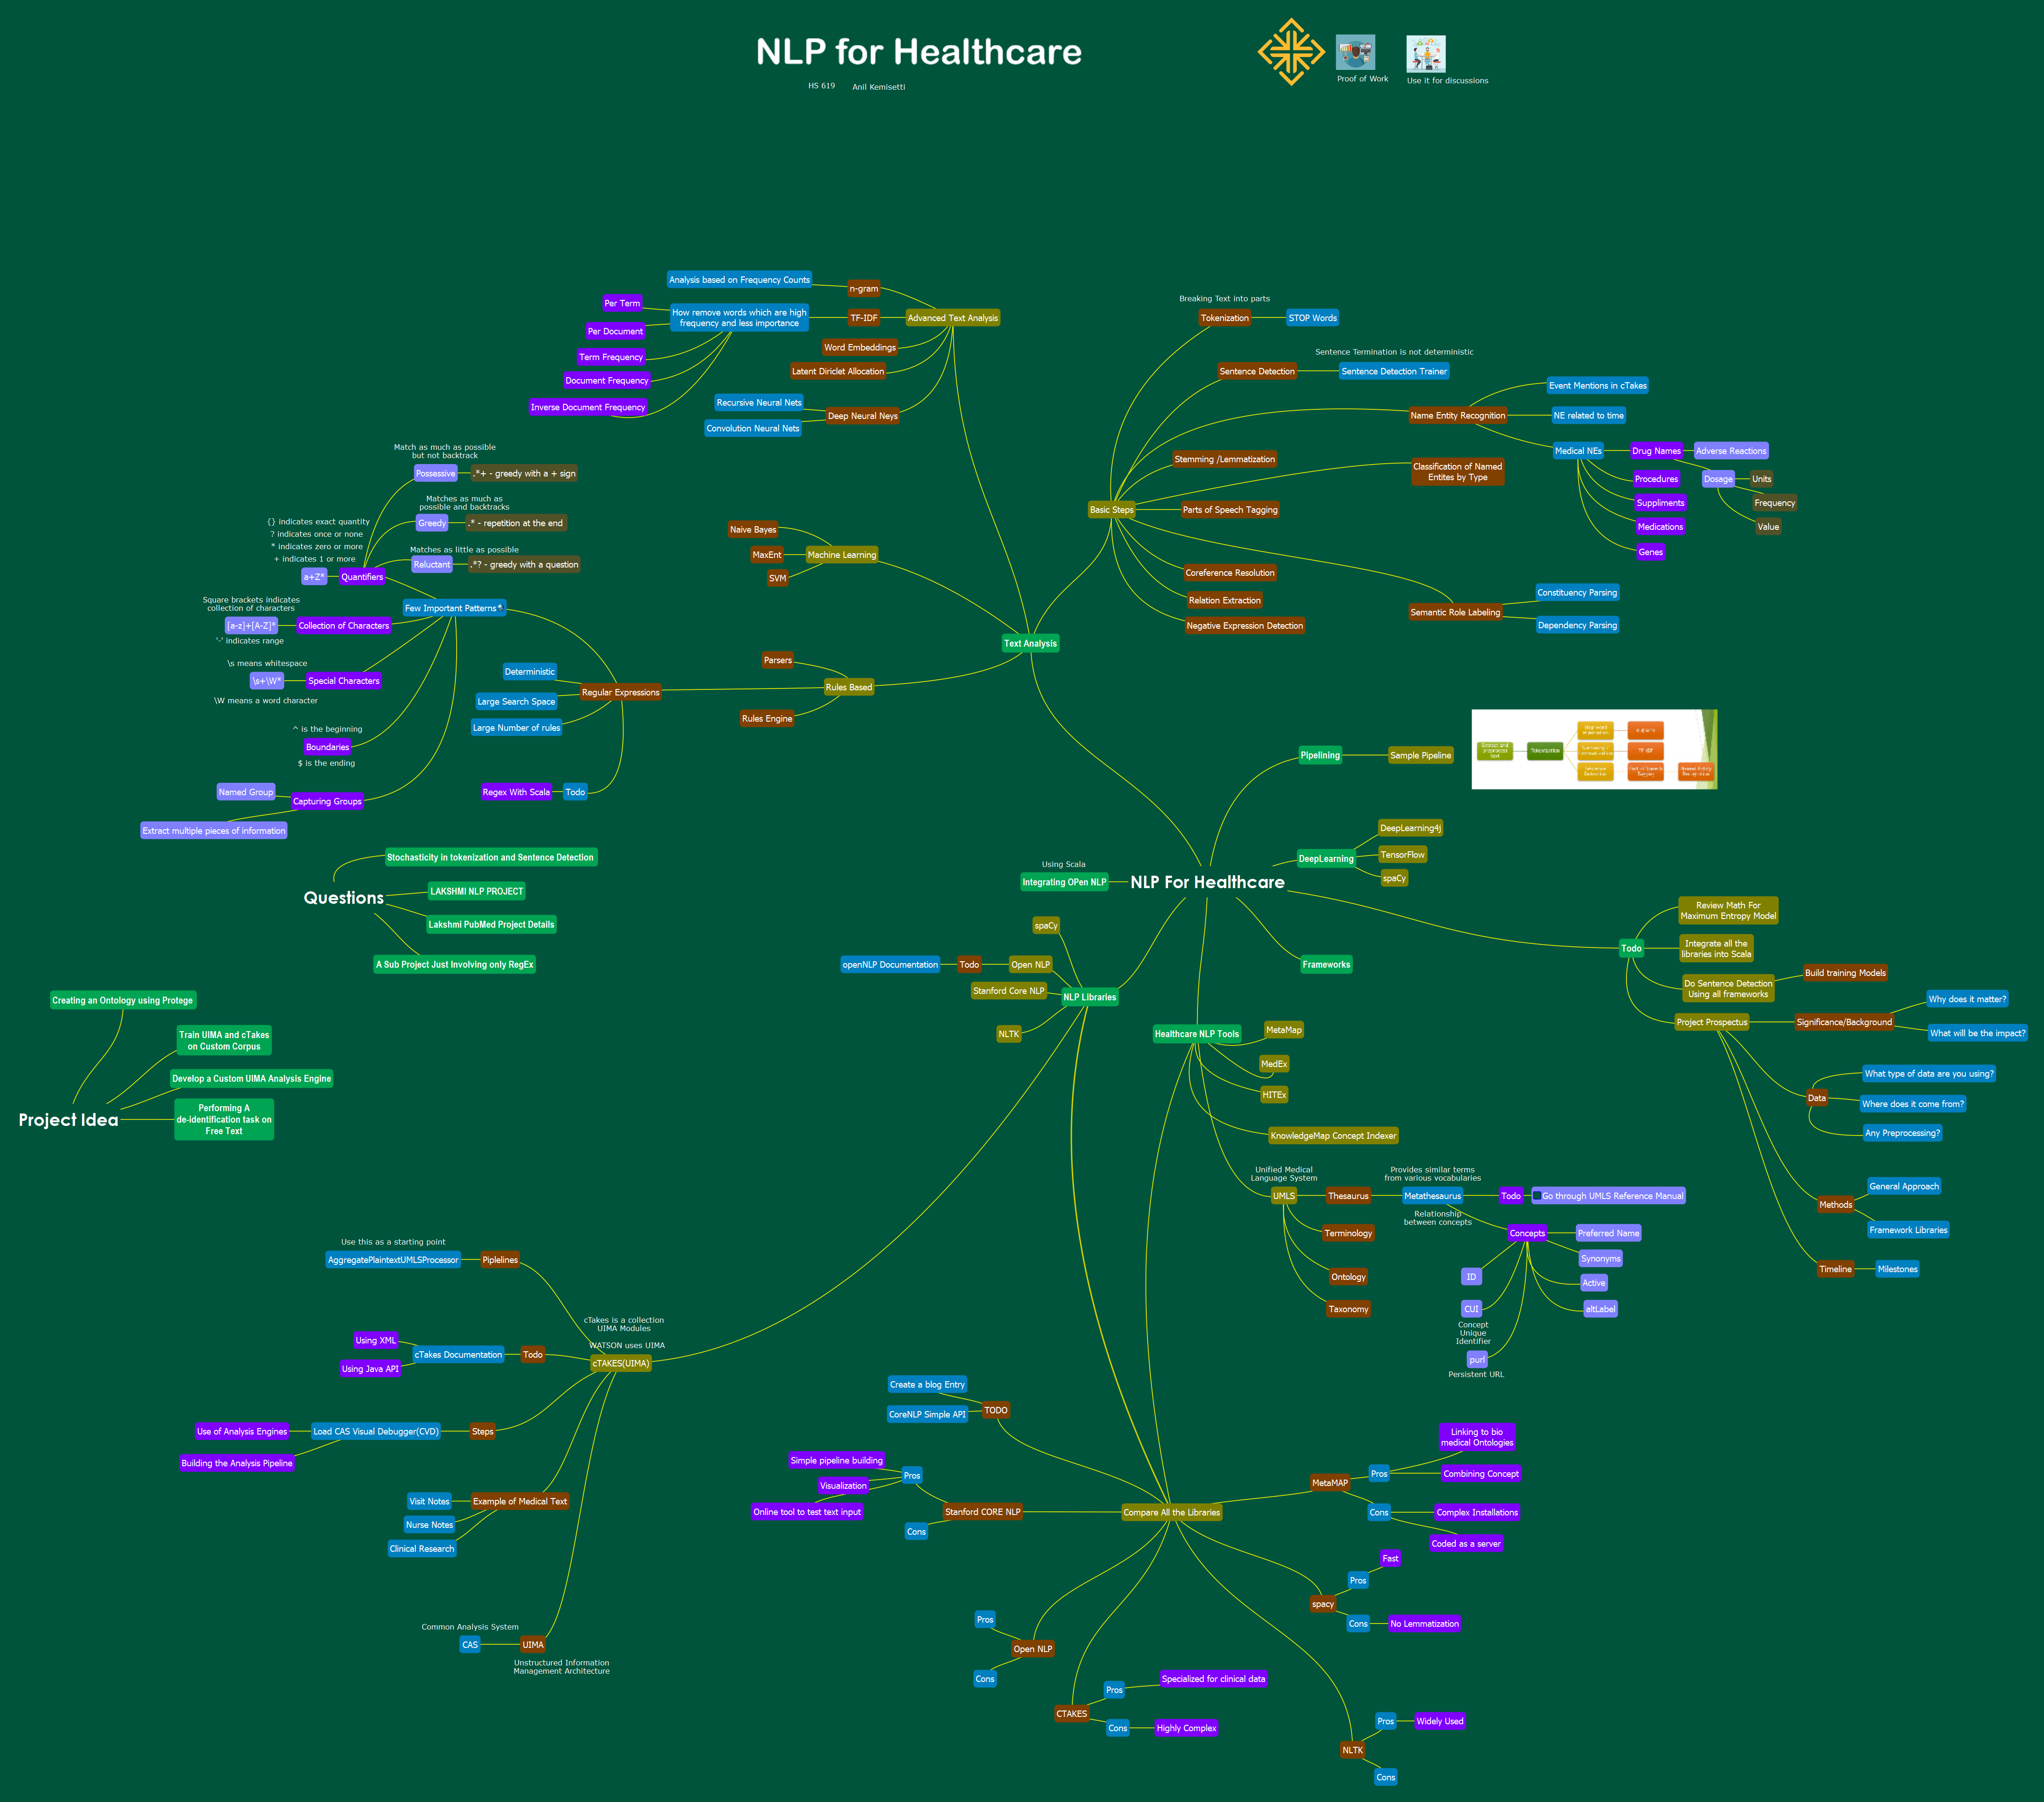 NLP for Healthcare
HS 619
Anil Kemisetti
Proof of Work
Use it for discussions
Analysis based on Frequency Counts
n-gram
Per Term
How remove words which are high
frequency and less importance
TF-IDF
Advanced Text Analysis
Per Document
Term Frequency
Word Embeddings
Document Frequency
Latent Diriclet Allocation
Inverse Document Frequency
Recursive Neural Nets
Deep Neural Neys
Convolution Neural Nets
Breaking Text into parts
Tokenization
STOP Words
Sentence Termination is not deterministic
Sentence Detection
Sentence Detection Trainer
Event Mentions in cTakes
Name Entity Recognition
NE related to time
Medical NEs
Drug Names
Adverse Reactions
Stemming /Lemmatization
Classification of Named
Entites by Type
Procedures
Dosage
Units
Suppliments
Frequency
Basic Steps
Parts of Speech Tagging
Medications
Value
Genes
Coreference Resolution
Constituency Parsing
Relation Extraction
Semantic Role Labeling
Negative Expression Detection
Dependency Parsing
Match as much as possible
but not backtrack
Possessive
.*+ - greedy with a + sign
Matches as much as
possible and backtracks
{} indicates exact quantity
Greedy
.* - repetition at the end
? indicates once or none
* indicates zero or more
Matches as little as possible
+ indicates 1 or more
Reluctant
.*? - greedy with a question
a+Z*
Quantifiers
Naive Bayes
MaxEnt
Machine Learning
SVM
Square brackets indicates
collection of characters
Few Important Patterns
[a-z]+[A-Z]*
Collection of Characters
'-' indicates range
Text Analysis
\s means whitespace
\s+\W*
Special Characters
\W means a word character
Parsers
Deterministic
Regular Expressions
Rules Based
Large Search Space
Rules Engine
Large Number of rules
^ is the beginning
Boundaries
$ is the ending
Named Group
Capturing Groups
Regex With Scala
Todo
Extract multiple pieces of information
Pipelining
Sample Pipeline
Extract and
preprocess
text
Tokenization
DeepLearning4j
DeepLearning
TensorFlow
spaCy
Stochasticity in tokenization and Sentence Detection
Questions
LAKSHMI NLP PROJECT
Lakshmi PubMed Project Details
A Sub Project Just Involving only RegEx
Using Scala
Integrating OPen NLP
NLP For Healthcare
spaCy
openNLP Documentation
Todo
Open NLP
Stanford Core NLP
NLP Libraries
NLTK
Frameworks
Todo
Review Math For
Maximum Entropy Model
Integrate all the
libraries into Scala
Do Sentence Detection
Using all frameworks
Build training Models
Project Prospectus
Significance/Background
Why does it matter?
What will be the impact?
Data
What type of data are you using?
Where does it come from?
Any Preprocessing?
Methods
General Approach
Framework Libraries
Timeline
Milestones
Creating an Ontology using Protege
Train UIMA and cTakes
on Custom Corpus
Develop a Custom UIMA Analysis Engine
Project Idea
Performing A
de-identification task on
Free Text
Healthcare NLP Tools
MetaMap
MedEx
HITEx
KnowledgeMap Concept Indexer
Unified Medical
Language System
UMLS
Thesaurus
Provides similar terms
from various vocabularies
Metathesaurus
Todo
Go through UMLS Reference Manual
Relationship
between concepts
Terminology
Concepts
Preferred Name
Synonyms
Ontology
ID
Active
Taxonomy
CUI
altLabel
Concept
Unique
Identifier
purl
Persistent URL
Use this as a starting point
AggregatePlaintextUMLSProcessor
Piplelines
cTakes is a collection
UIMA Modules
WATSON uses UIMA
Using XML
cTakes Documentation
Todo
cTAKES(UIMA)
Using Java API
Use of Analysis Engines
Load CAS Visual Debugger(CVD)
Steps
Building the Analysis Pipeline
Visit Notes
Example of Medical Text
Nurse Notes
Clinical Research
Common Analysis System
CAS
UIMA
Unstructured Information
Management Architecture
Create a blog Entry
CoreNLP Simple API
TODO
Simple pipeline building
Pros
Visualization
Online tool to test text input
Stanford CORE NLP
Cons
Compare All the Libraries
Linking to bio
medical Ontologies
MetaMAP
Pros
Combining Concept
Cons
Complex Installations
Coded as a server
Fast
Pros
spacy
Cons
No Lemmatization
Pros
Open NLP
Cons
Pros
Specialized for clinical data
CTAKES
Cons
Highly Complex
Pros
Widely Used
NLTK
Cons